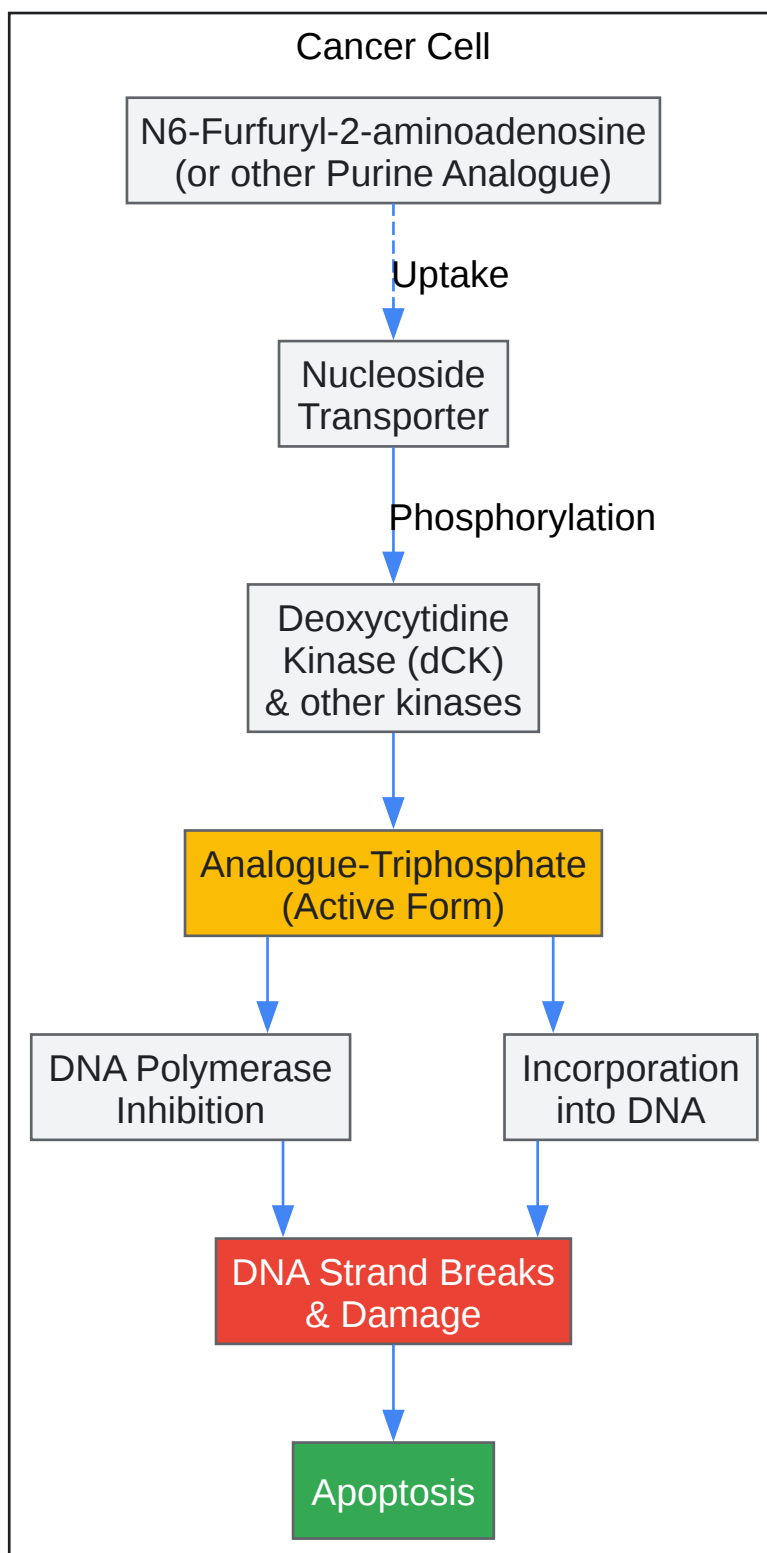 Cancer Cell
N6-Furfuryl-2-aminoadenosine
(or other Purine Analogue)
Uptake
Nucleoside
Transporter
Phosphorylation
Deoxycytidine
Kinase (dCK)
& other kinases
Analogue-Triphosphate
(Active Form)
DNA Polymerase
Inhibition
Incorporation
into DNA
DNA Strand Breaks
& Damage
Apoptosis